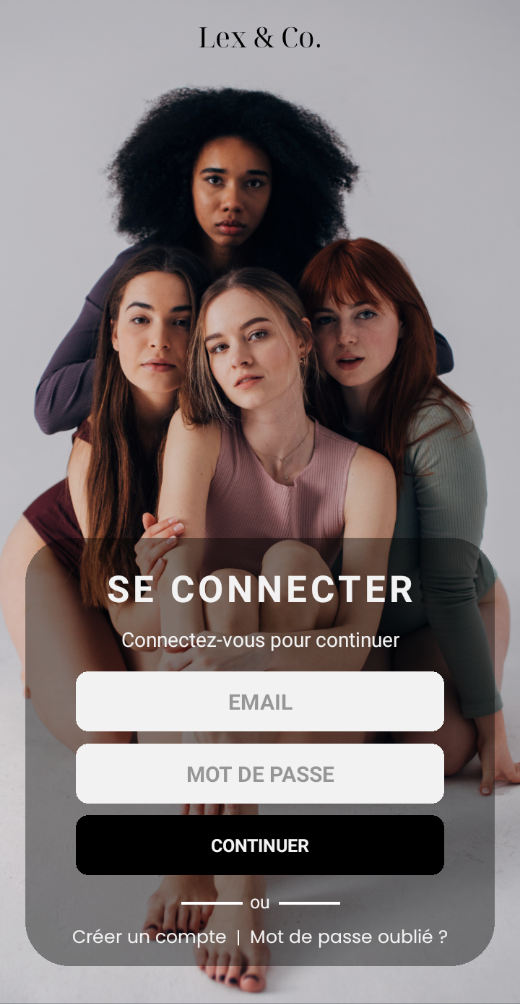 Lex & Co.
SE CONNECTER
Connectez-vous pour continuer
EMAIL
MOT DE PASSE
CONTINUER
ou
Créer un compte | Mot de passe oublié ?